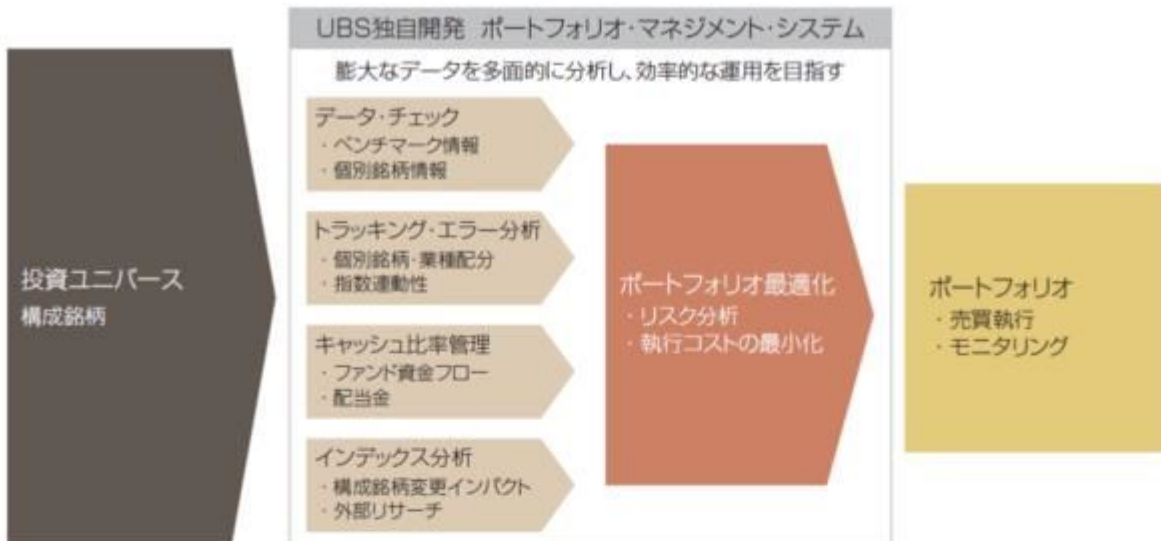 UBS独自開発 ポートフォリオ・マネジメント・システム
膨大なデータを多面的に分析し、効率的な運用を目指す
投資ユニバース
構成銘柄
データ・チェック
・ベンチマーク情報
・個別銘柄情報
トラッキング・エラー分析
・個別銘柄・業種配分
・指数連動性
キャッシュ比率管理
・ファンド資金フロー
・配当金
インデックス分析
・構成銘柄変更インパクト
・外部リサーチ
ポートフォリオ最適化
・リスク分析
・執行コストの最小化
ポートフォリオ
・売買執行
・モニタリング